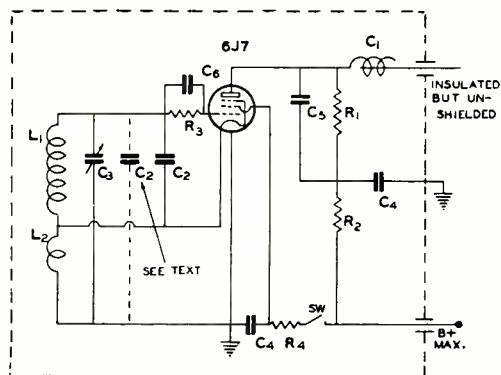 6J7
C1
INSULATED
BUT UN-
SHIELDED
C6
R3
C5
R1
L1
C3
C2
C2
C4
R2
L2
SEE TEXT
SW
C4
R4
B+
MAX.